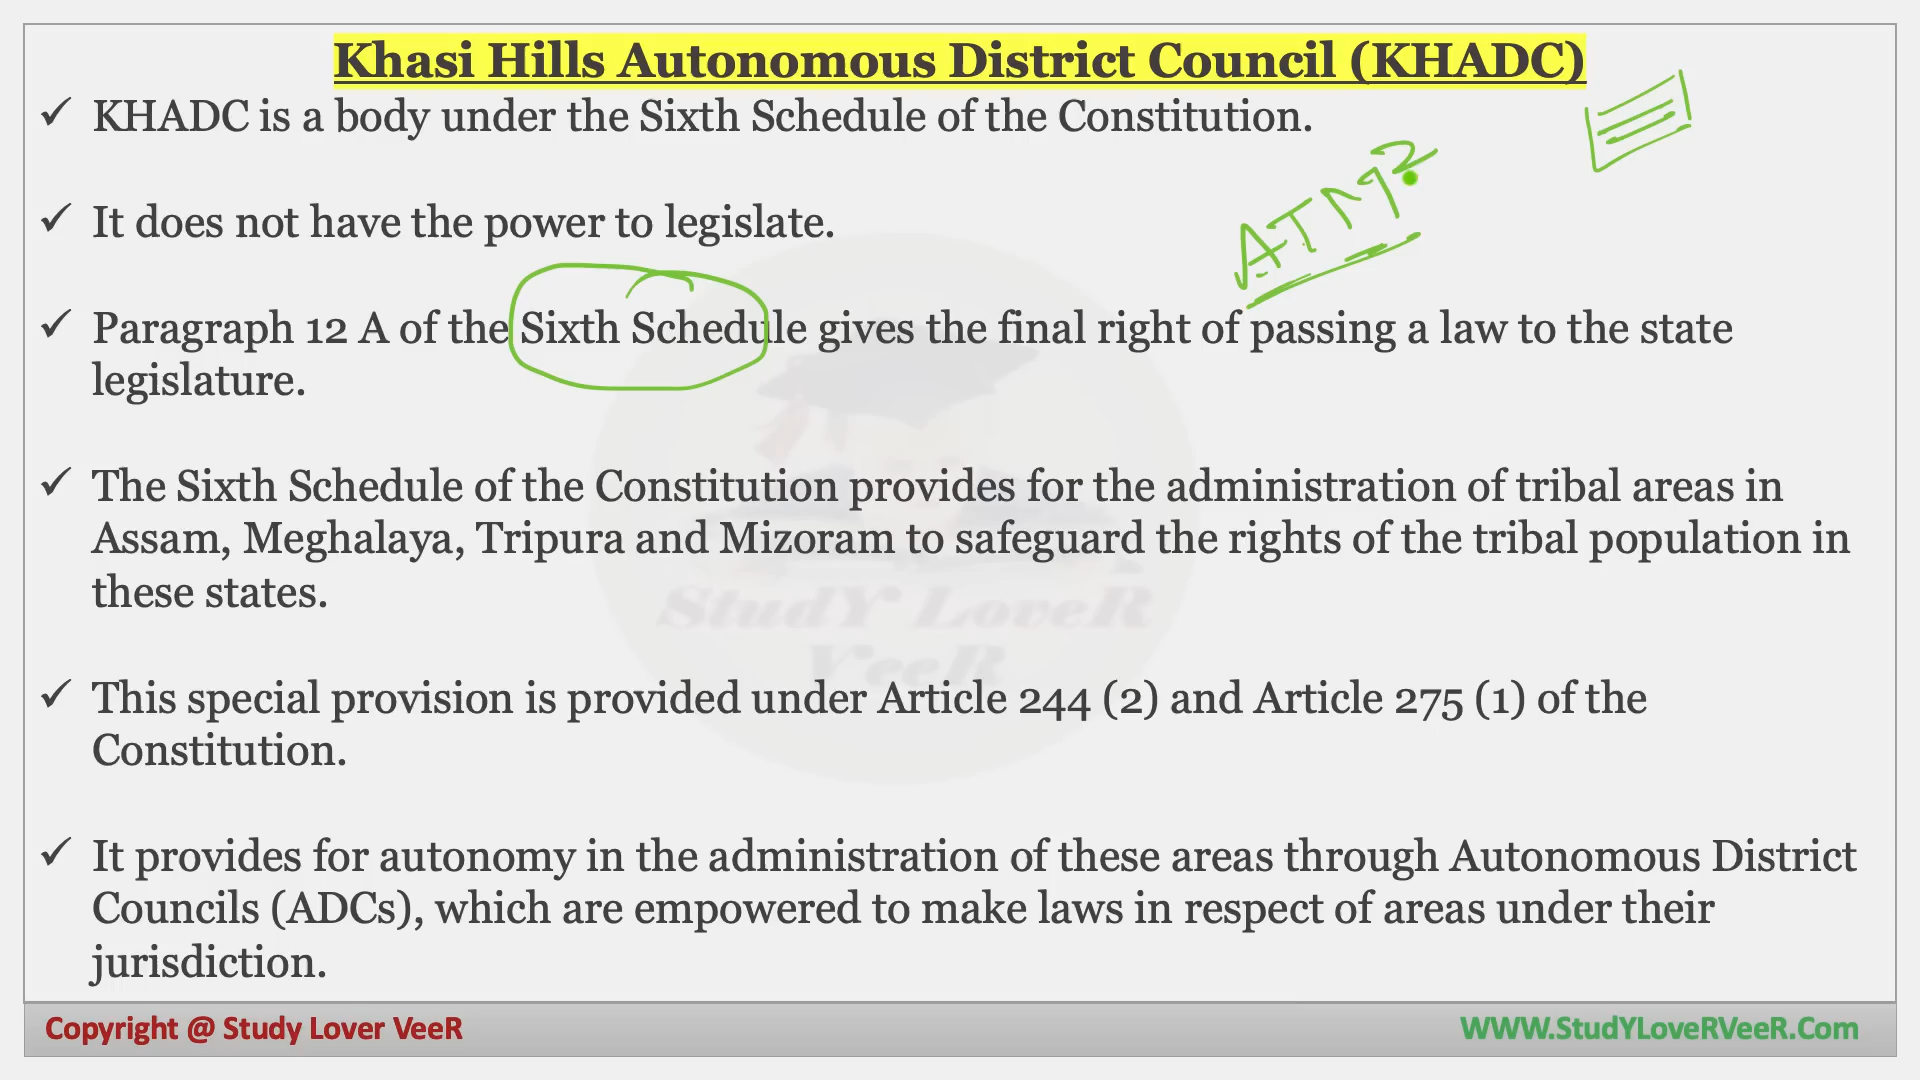 Khasi Hills Autonomous District Council (KHADC)
✓ KHADC is a body under the Sixth Schedule of the Constitution.
ATM²
✓ It does not have the power to legislate.
✓ Paragraph 12 A of the Sixth Schedule gives the final right of passing a law to the state
legislature.
✓ The Sixth Schedule of the Constitution provides for the administration of tribal areas in
Assam, Meghalaya, Tripura and Mizoram to safeguard the rights of the tribal population in
these states.
StudY LoveR
VeeR
✓ This special provision is provided under Article 244 (2) and Article 275 (1) of the
Constitution.
✓ It provides for autonomy in the administration of these areas through Autonomous District
Councils (ADCs), which are empowered to make laws in respect of areas under their
jurisdiction.
Copyright @ Study Lover VeeR
WWW.StudYLoveRVeeR.Com